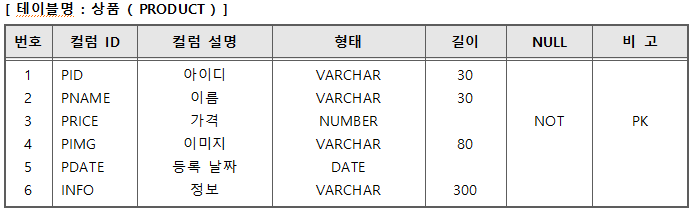 [ 테이블명 : 상품 ( PRODUCT ) ]
번호 컬럼 ID 컬럼 설명 형태 길이 NULL 비 고
1 PID 아이디 VARCHAR 30
2 PNAME 이름 VARCHAR 30
3 PRICE 가격 NUMBER NOT PK
4 PIMG 이미지 VARCHAR 80
5 PDATE 등록 날짜 DATE
6 INFO 정보 VARCHAR 300